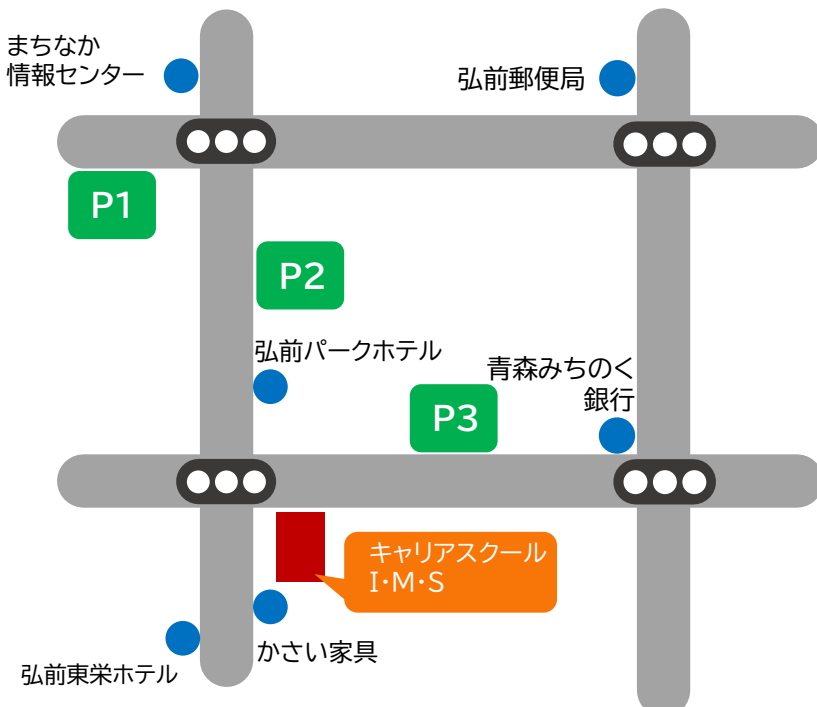 まちなか
情報センター
弘前郵便局
P1
P2
弘前パークホテル
青森みちのく
銀行
P3
キャリアスクール
I・M・S
かさい家具
弘前東栄ホテル